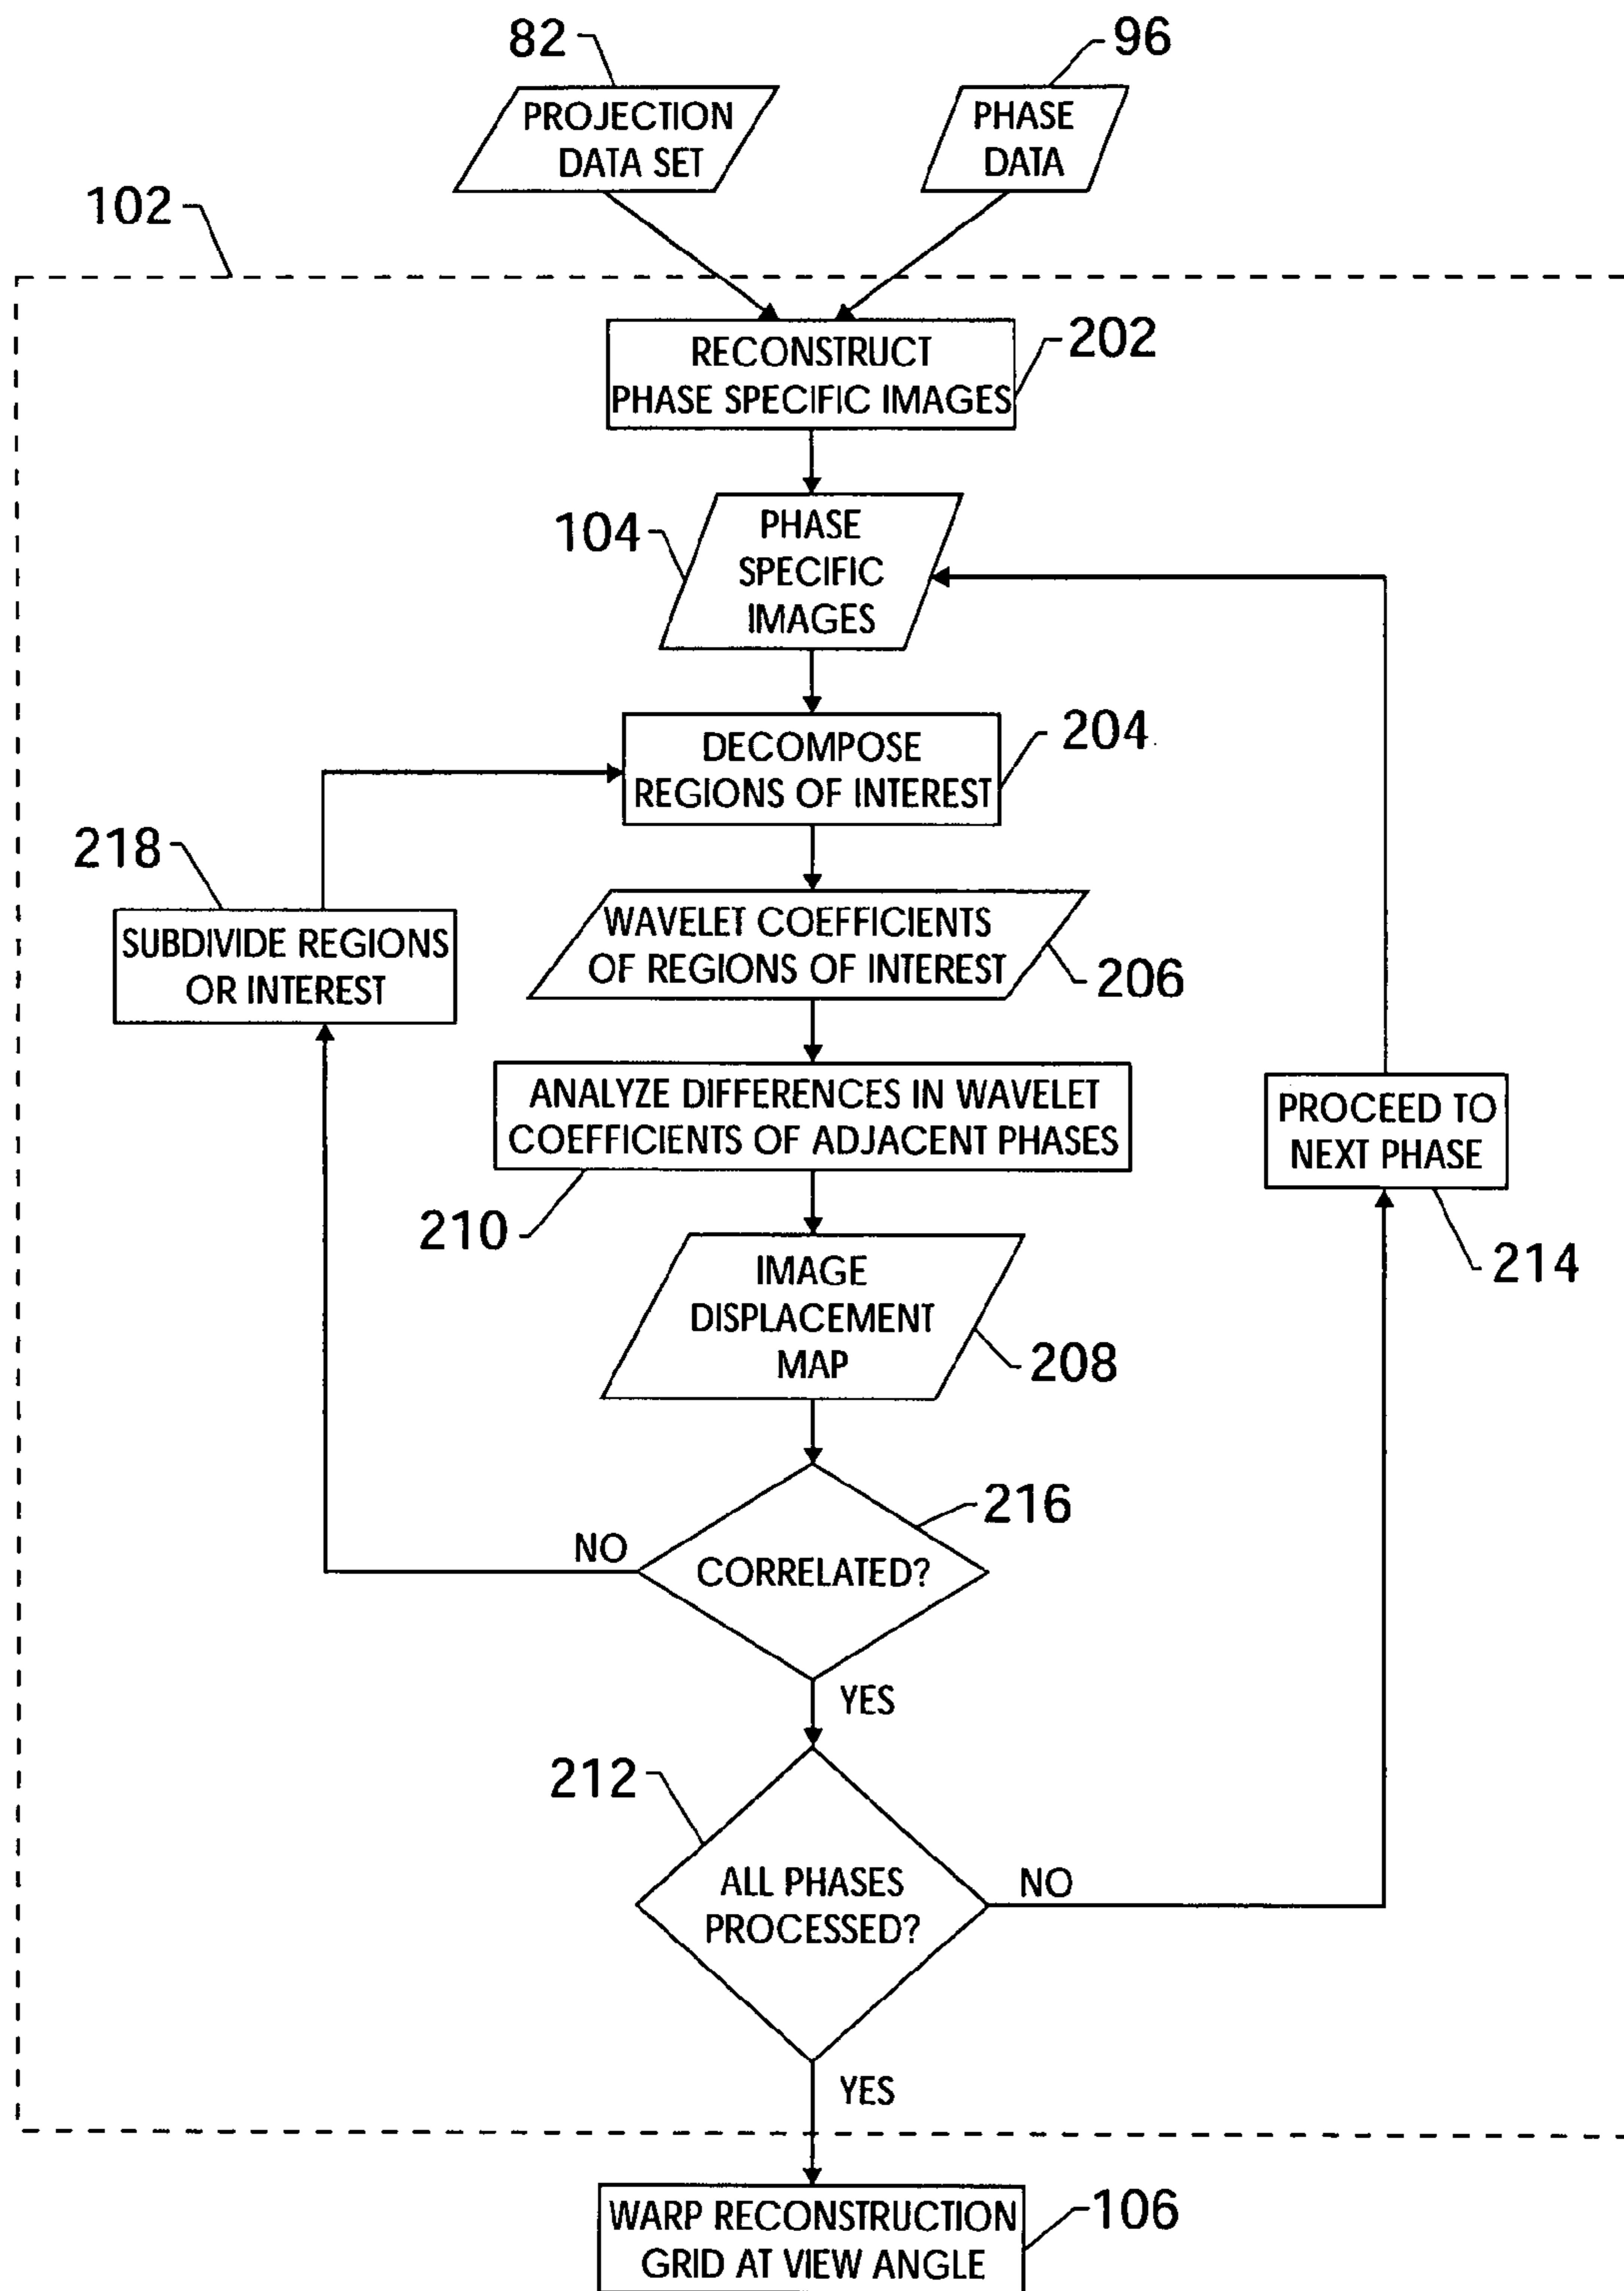 82
96
PROJECTION
DATA SET
PHASE
DATA
102
RECONSTRUCT
PHASE SPECIFIC IMAGES
202
104
PHASE
SPECIFIC
IMAGES
DECOMPOSE
REGIONS OF INTEREST
204
218
SUBDIVIDE REGIONS
OR INTEREST
WAVELET COEFFICIENTS
OF REGIONS OF INTEREST
206
ANALYZE DIFFERENCES IN WAVELET
COEFFICIENTS OF ADJACENT PHASES
210
PROCEED TO
NEXT PHASE
214
IMAGE
DISPLACEMENT
MAP
208
216
NO
CORRELATED?
YES
212
ALL PHASES
PROCESSED?
NO
YES
WARP RECONSTRUCTION
GRID AT VIEW ANGLE
106